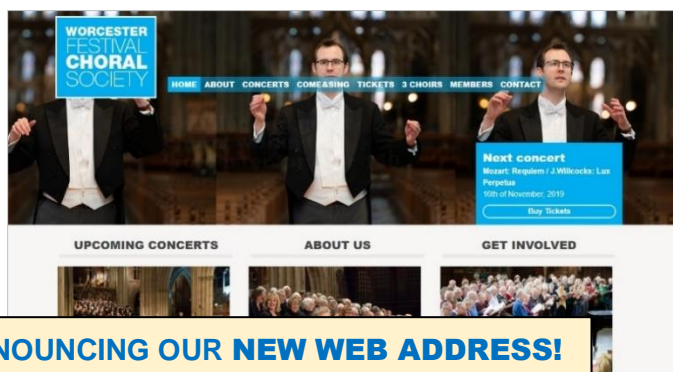 WORCESTER
FESTIVAL
CHORAL
SOCIETY
HOME ABOUT CONCERTS COME&SING TICKETS 3 CHOIRS MEMBERS CONTACT
Next concert
Mozart: Requiem / J.Willcocks: Lux
Perpetua
16th of November, 2019
Buy Tickets
UPCOMING CONCERTS ABOUT US GET INVOLVED
NOUNCING OUR NEW WEB ADDRESS!